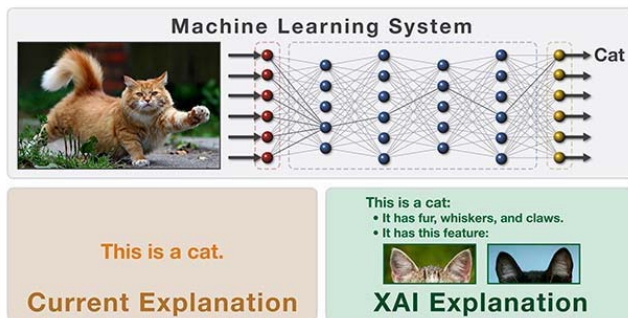 Machine Learning System
Cat
This is a cat.
Current Explanation
This is a cat:
• It has fur, whiskers, and claws.
• It has this feature:
XAI Explanation